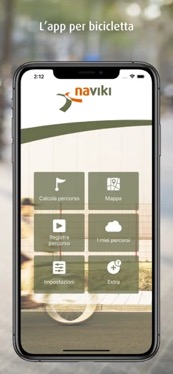 L'app per bicicletta
2:12
naviki
Calcola percorso
Mappa
Registra
percorso
I miei percorsi
Impostazioni
Extra